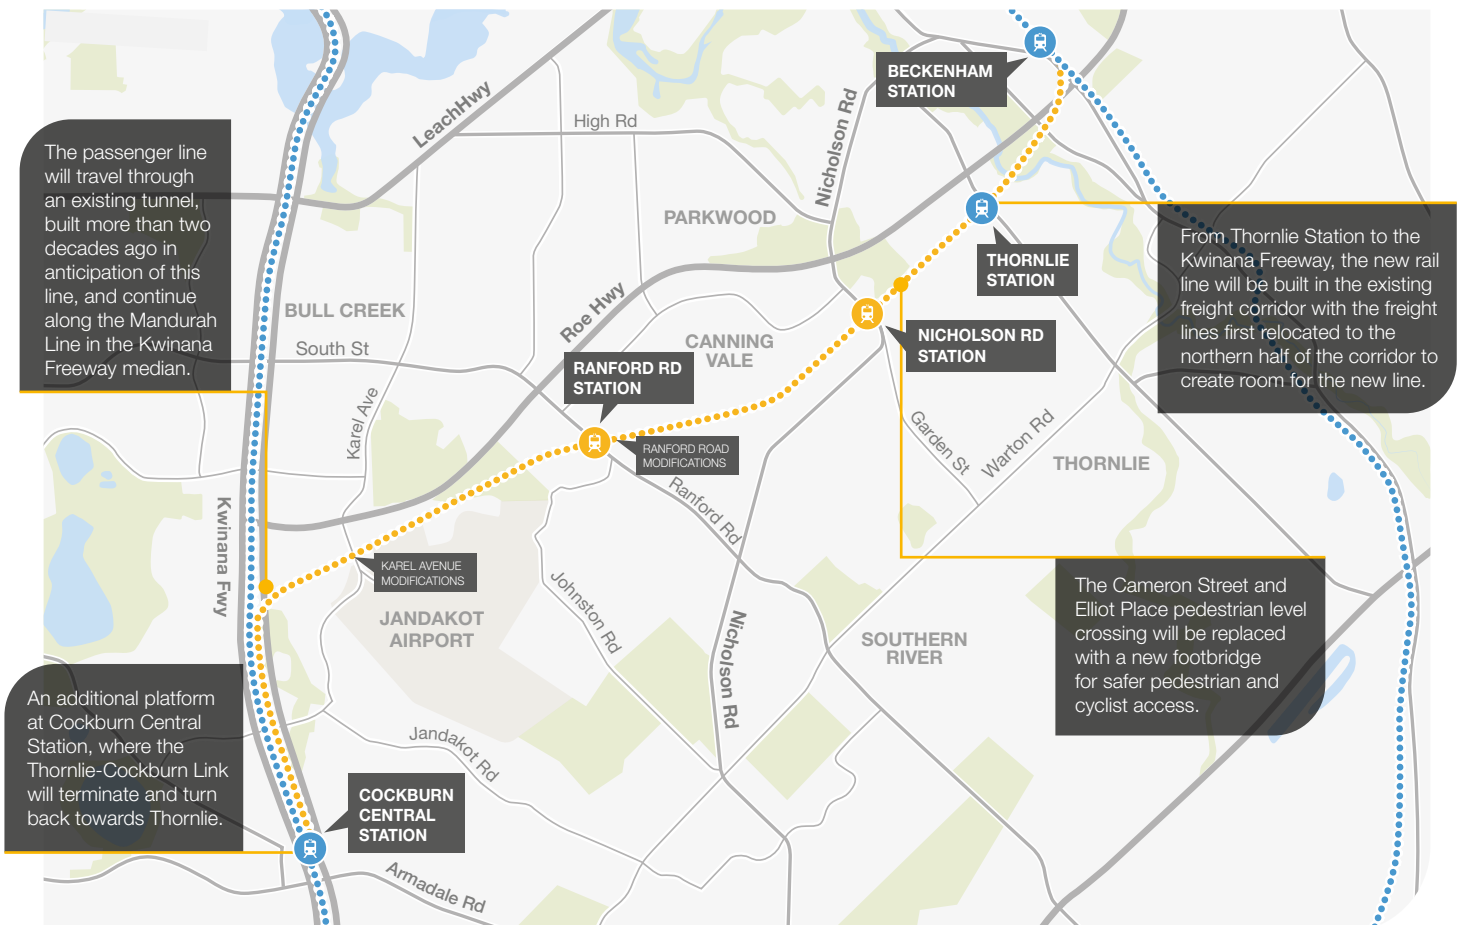 BECKENHAM
STATION
LeachHwy
High Rd
Nicholson Rd
The passenger line
will travel through
an existing tunnel,
built more than two
decades ago in
anticipation of this
line, and continue
along the Mandurah
Line in the Kwinana
Freeway median.
PARKWOOD
THORNLIE
STATION
From Thornlie Station to the
Kwinana Freeway, the new rail
line will be built in the existing
freight corridor with the freight
lines first relocated to the
northern half of the corridor to
create room for the new line.
BULL CREEK
Roe Hwy
South St
CANNING
VALE
NICHOLSON RD
STATION
RANFORD RD
STATION
Karel Ave
RANFORD ROAD
MODIFICATIONS
Garden St
Warton Rd
THORNLIE
Ranford Rd
Kwinana Fwy
KAREL AVENUE
MODIFICATIONS
Johnston Rd
JANDAKOT
AIRPORT
Nicholson Rd
SOUTHERN
RIVER
The Cameron Street and
Elliot Place pedestrian level
crossing will be replaced
with a new footbridge
for safer pedestrian and
cyclist access.
An additional platform
at Cockburn Central
Station, where the
Thornlie-Cockburn Link
will terminate and turn
back towards Thornlie.
Jandakot Rd
COCKBURN
CENTRAL
STATION
Armadale Rd